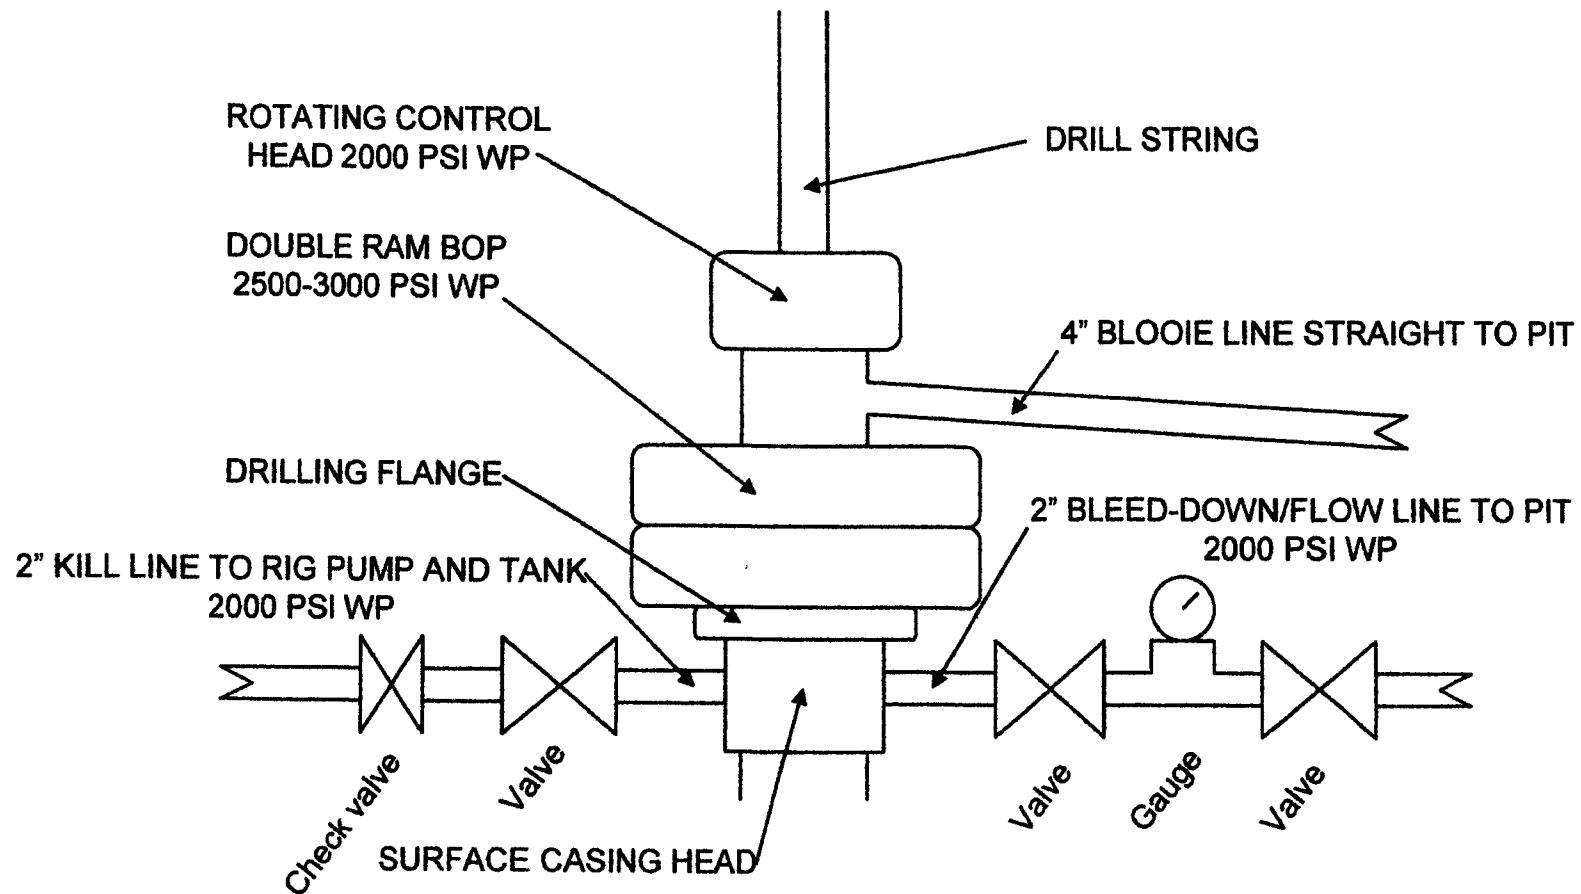 ROTATING CONTROL
HEAD 2000 PSI WP
DRILL STRING
DOUBLE RAM BOP
2500-3000 PSI WP
4” BLOOIE LINE STRAIGHT TO PIT
DRILLING FLANGE
2” BLEED-DOWN/FLOW LINE TO PIT
2000 PSI WP
2” KILL LINE TO RIG PUMP AND TANK
2000 PSI WP
Check valve
Valve
Valve
Gauge
Valve
SURFACE CASING HEAD